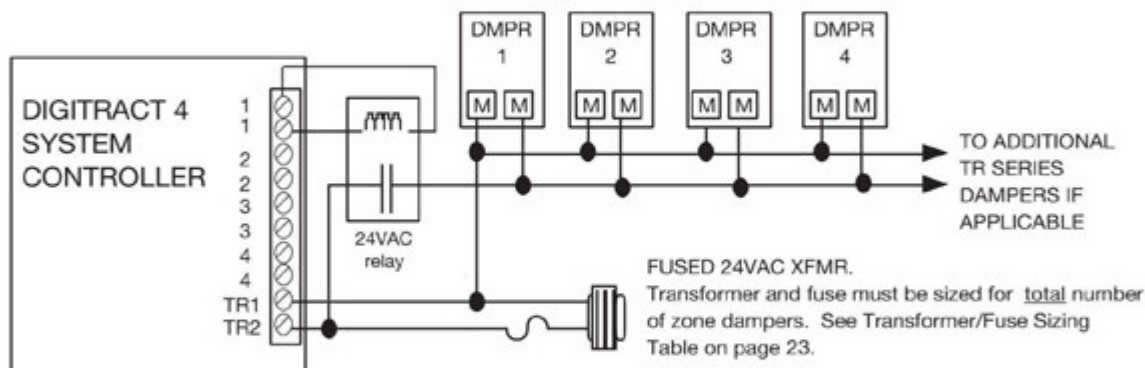 DIGITRACT 4
SYSTEM
CONTROLLER
1
1
2
2
3
3
4
4
TR1
TR2
24VAC
relay
DMPR
1
M M
DMPR
2
M M
DMPR
3
M M
DMPR
4
M M
TO ADDITIONAL
TR SERIES
DAMPERS IF
APPLICABLE
FUSED 24VAC XFMR.
Transformer and fuse must be sized for total number
of zone dampers. See Transformer/Fuse Sizing
Table on page 23.